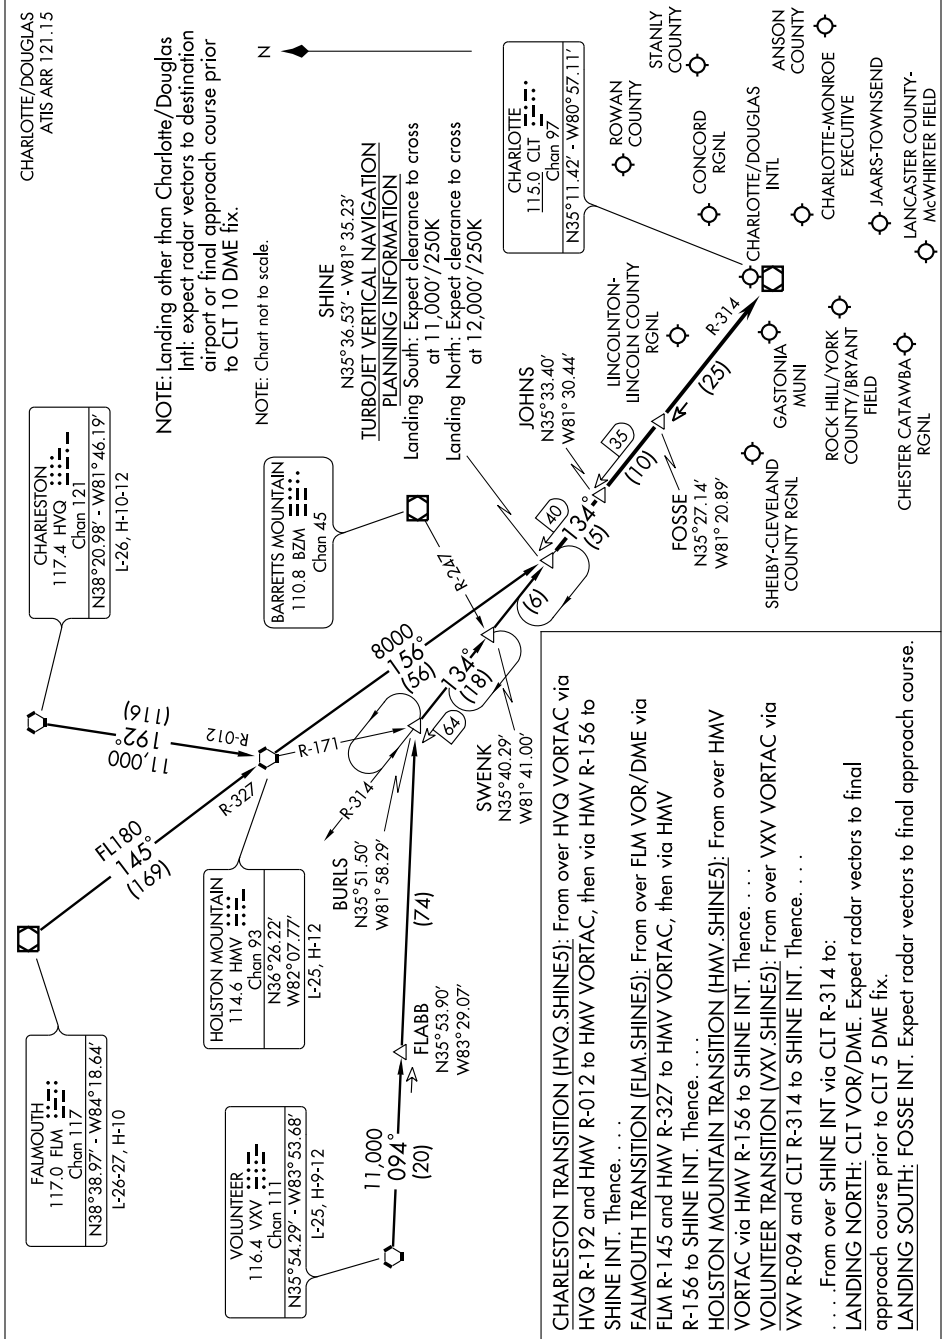 CHARLOTTE/DOUGLAS
ATIS ARR 121.15
NOTE: Landing other than Charlotte/Douglas
Intl: expect radar vectors to destination
airport or final approach course prior
to CLT 10 DME fix.
NOTE: Chart not to scale.
N
FALMOUTH
117.0 FLM
Chan 117
N38°38.97' - W84°18.64'
L-26-27, H-10
CHARLESTON
117.4 HVQ
Chan 121
N38°20.98' - W81°46.19'
L-26, H-10-12
FL180
145°
(169)
R-327
11,000
192°
(116)
R-012
HOLSTON MOUNTAIN
114.6 HMV
Chan 93
N36°26.22'
W82°07.77'
L-25, H-12
BARRETTS MOUNTAIN
110.8 BZM
Chan 45
SHINE
N35°36.53' - W81°35.23'
TURBOJET VERTICAL NAVIGATION
PLANNING INFORMATION
Landing South: Expect clearance to cross
at 11,000'/250K
Landing North: Expect clearance to cross
at 12,000'/250K
VOLUNTEER
116.4 VXV
Chan 111
N35°54.29' - W83°53.68'
L-25, H-9-12
11,000
094°
(20)
FLABB
N35°53.90'
W83°29.07'
(74)
BURLS
N35°51.50'
W81°58.29'
R-314
R-171
8000
156°
(56)
64
134°
(18)
SWENK
N35°40.29'
W81°41.00'
R-247
(6)
40
134°
(5)
JOHNS
N35°33.40'
W81°30.44'
35
(10)
FOSSE
N35°27.14'
W81°20.89'
(25)
R-314
CHARLOTTE
115.0 CLT
Chan 97
N35°11.42' - W80°57.11'
STANLY
COUNTY
ROWAN
COUNTY
ANSON
COUNTY
CONCORD
RGNL
CHARLOTTE/DOUGLAS
INTL
CHARLOTTE-MONROE
EXECUTIVE
JAARS-TOWNSEND
LANCASTER COUNTY-
McWHIRTER FIELD
LINCOLNTON-
LINCOLN COUNTY
RGNL
GASTONIA
MUNI
ROCK HILL/YORK
COUNTY/BRYANT
FIELD
CHESTER CATAWBA
RGNL
SHELBY-CLEVELAND
COUNTY RGNL
CHARLESTON TRANSITION (HVQ.SHINE5): From over HVQ VORTAC via
HVQ R-192 and HMV R-012 to HMV VORTAC, then via HMV R-156 to
SHINE INT. Thence. . . .
FALMOUTH TRANSITION (FLM.SHINE5): From over FLM VOR/DME via
FLM R-145 and HMV R-327 to HMV VORTAC, then via HMV
R-156 to SHINE INT. Thence. . . .
HOLSTON MOUNTAIN TRANSITION (HMV.SHINE5): From over HMV
VORTAC via HMV R-156 to SHINE INT. Thence. . . .
VOLUNTEER TRANSITION (VXV.SHINE5): From over VXV VORTAC via
VXV R-094 and CLT R-314 to SHINE INT. Thence. . . .
. . . .From over SHINE INT via CLT R-314 to:
LANDING NORTH: CLT VOR/DME. Expect radar vectors to final
approach course prior to CLT 5 DME fix.
LANDING SOUTH: FOSSE INT. Expect radar vectors to final approach course.